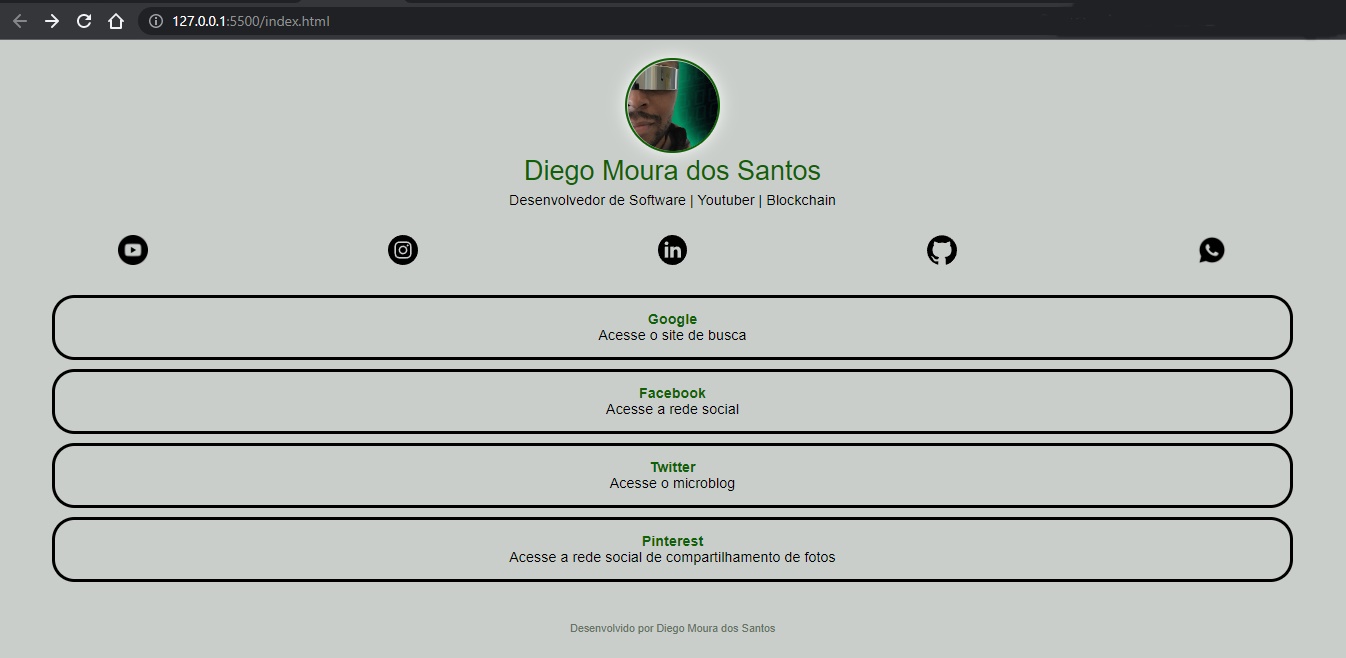 127.0.0.1:5500/index.html
Diego Moura dos Santos
Desenvolvedor de Software | Youtuber | Blockchain
in
Google
Acesse o site de busca
Facebook
Acesse a rede social
Twitter
Acesse o microblog
Pinterest
Acesse a rede social de compartilhamento de fotos
Desenvolvido por Diego Moura dos Santos